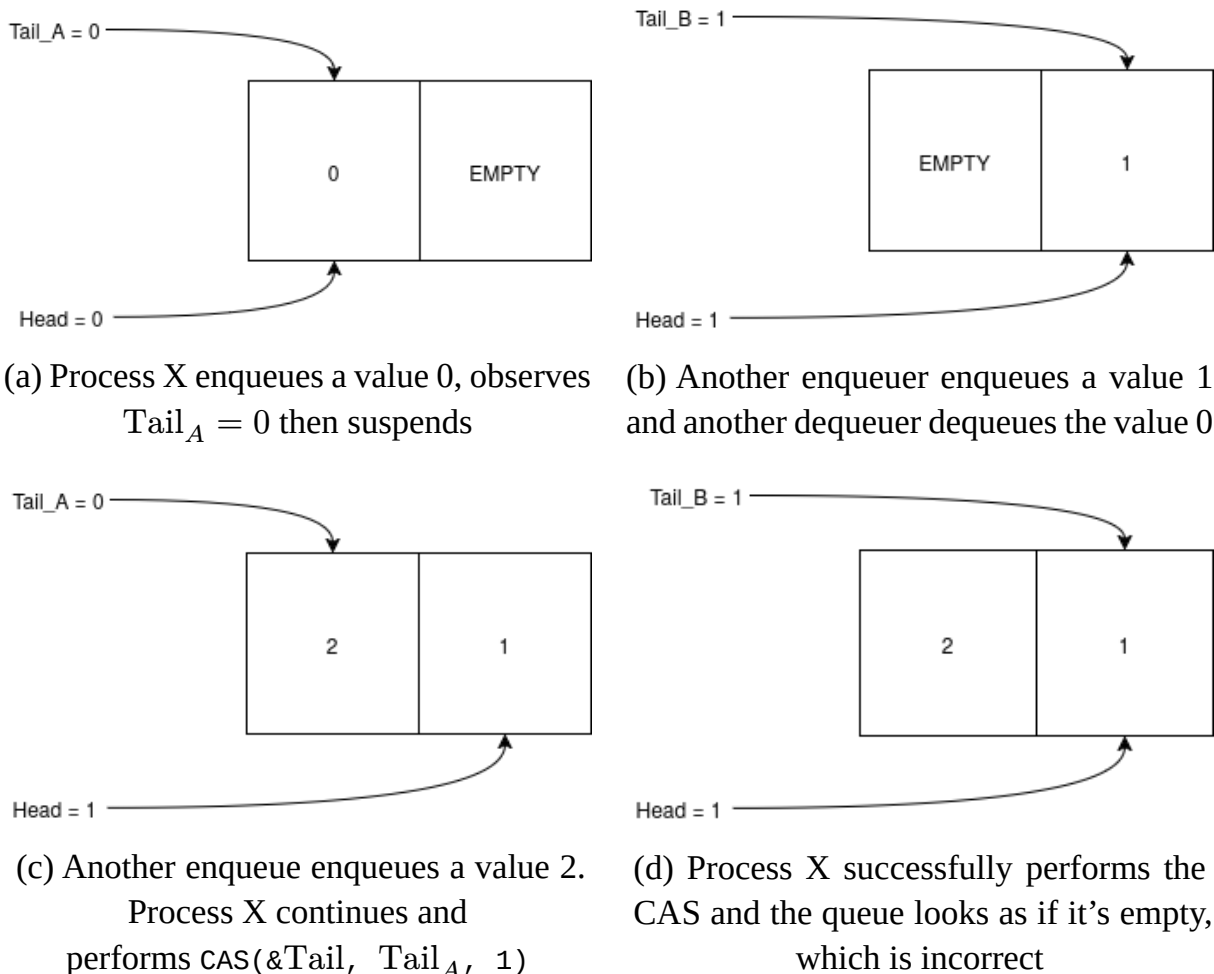 Tail_A = 0
0
EMPTY
Head = 0
(a) Process X enqueues a value 0, observes
Tail_A = 0 then suspends
Tail_B = 1
EMPTY
1
Head = 1
(b) Another enqueuer enqueues a value 1
and another dequeuer dequeues the value 0
Tail_A = 0
2
1
Head = 1
(c) Another enqueue enqueues a value 2.
Process X continues and
performs CAS(&Tail, Tail_A, 1)
Tail_B = 1
2
1
Head = 1
(d) Process X successfully performs the
CAS and the queue looks as if it's empty,
which is incorrect